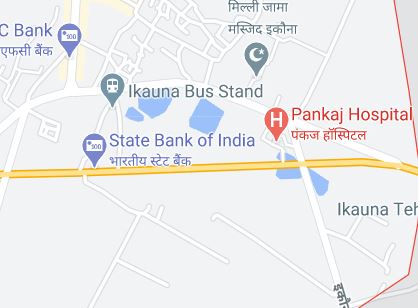 मिल्ली जामा
मस्जिद इकौना
C Bank
एफसी बैंक
Ikauna Bus Stand
Pankaj Hospital
पंकज हॉस्पिटल
State Bank of India
भारतीय स्टेट बैंक
Ikauna Teh